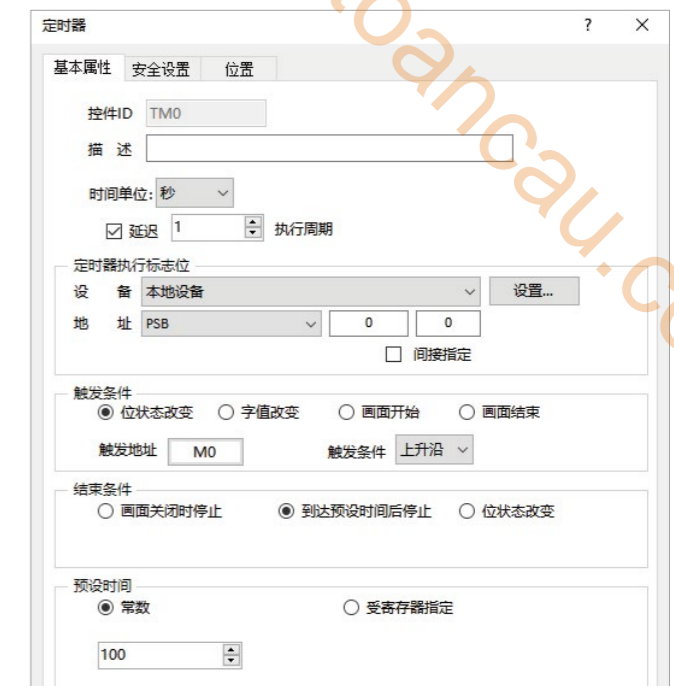 定时器 ? ×
基本属性 安全设置 位置
控件ID TM0
描 述
时间单位: 秒
延迟 1 执行周期
定时器执行标志位
设 备 本地设备 设置...
地 址 PSB 0 0
间接指定
触发条件
位状态改变 字值改变 画面开始 画面结束
触发地址 M0 触发条件 上升沿
结束条件
画面关闭时停止 到达预设时间后停止 位状态改变
预设时间
常数 受寄存器指定
100
toancau.co